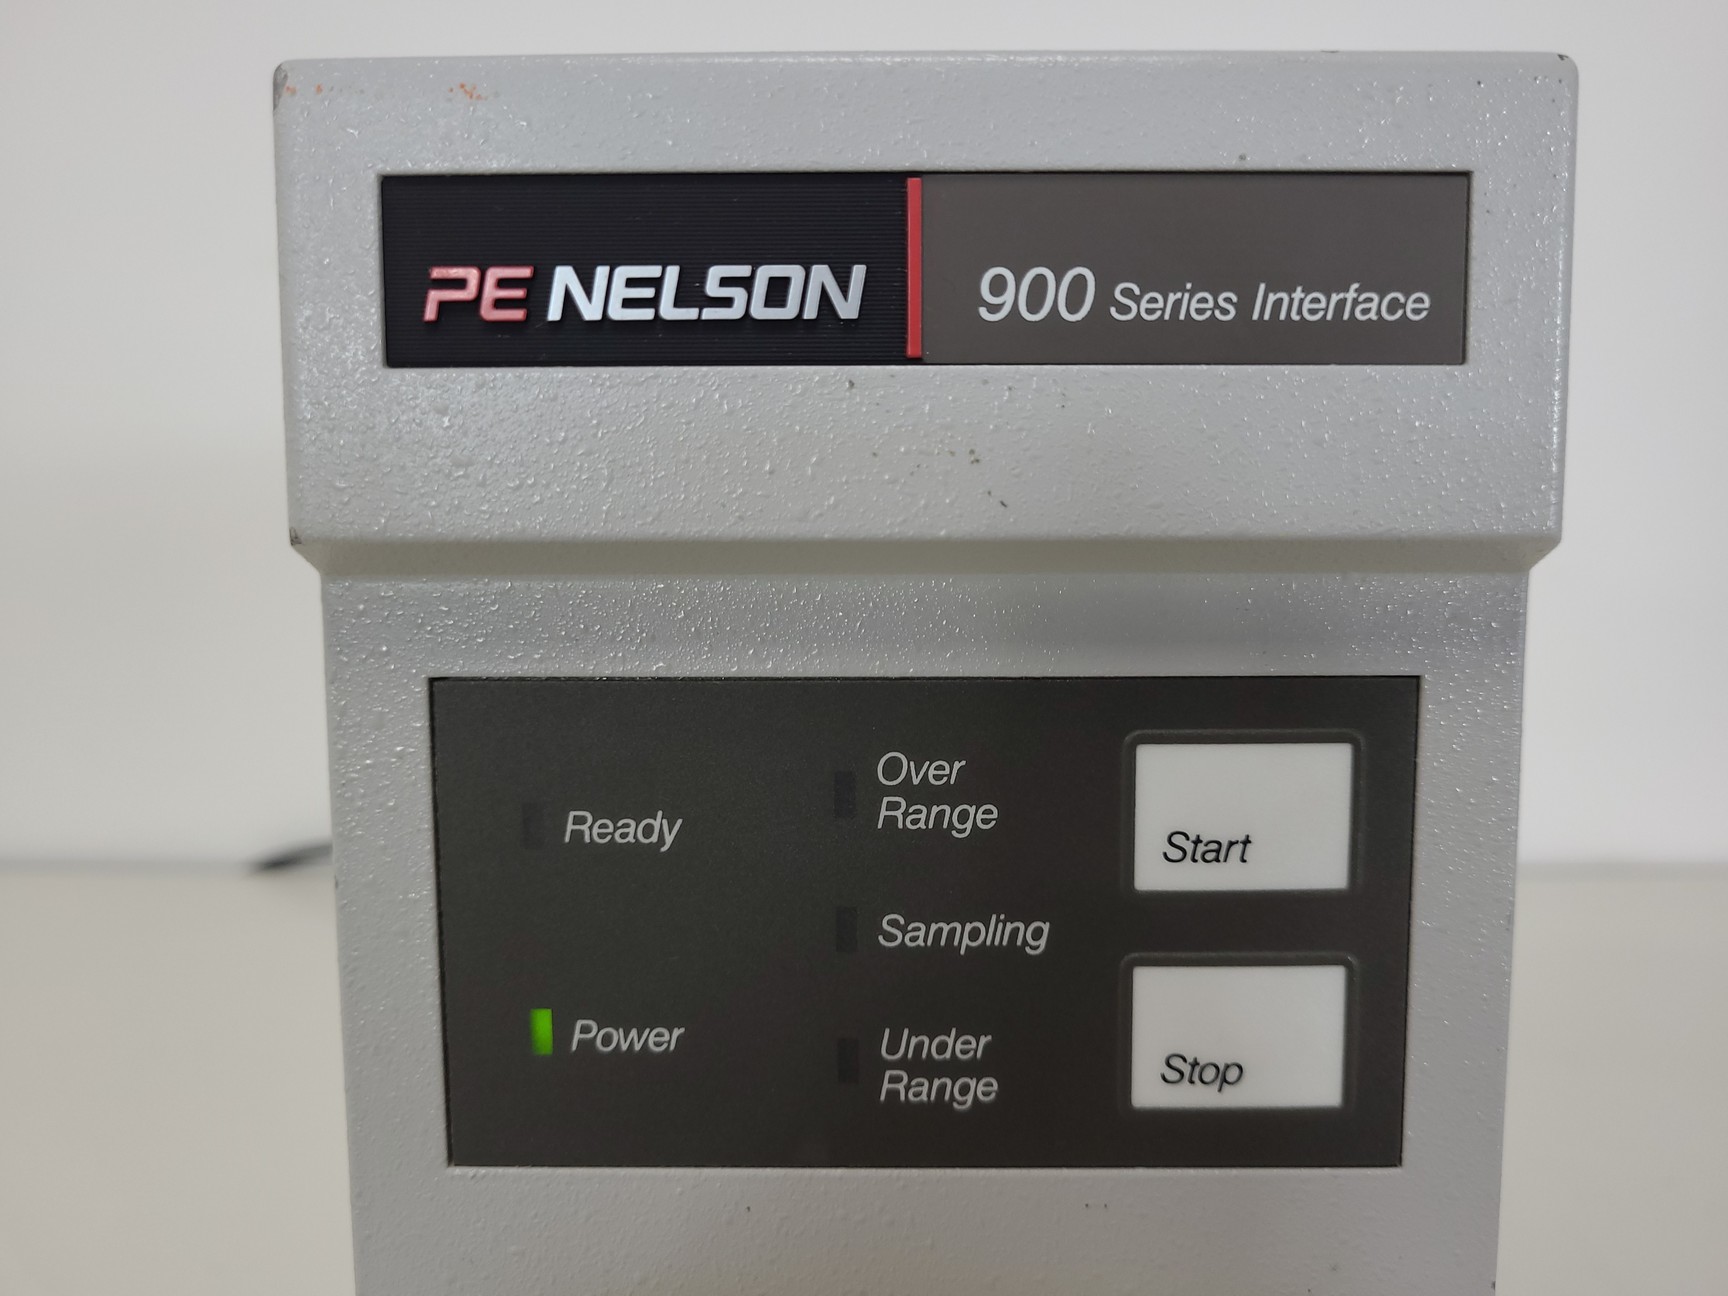 PE NELSON
900 Series Interface
Ready
Power
Over
Range
Sampling
Under
Range
Start
Stop